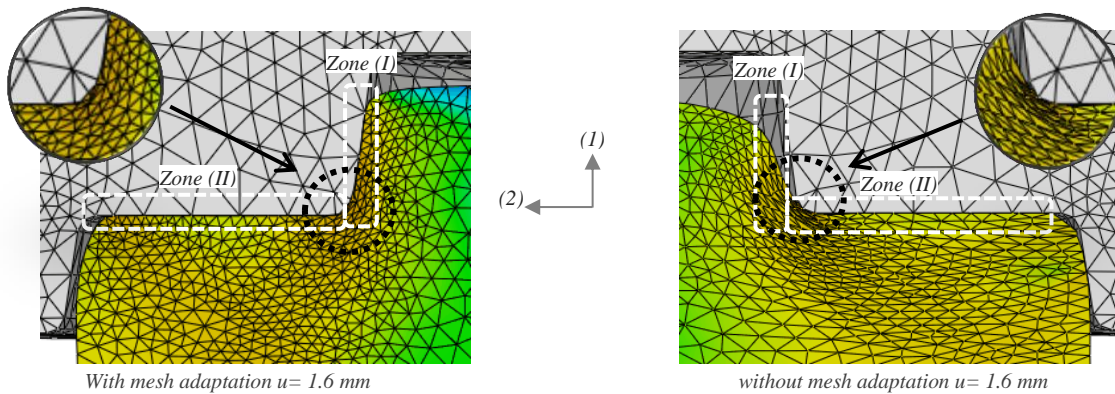 Zone (I)
Zone (II)
With mesh adaptation u= 1.6 mm
(1)
(2)
Zone (I)
Zone (II)
without mesh adaptation u= 1.6 mm